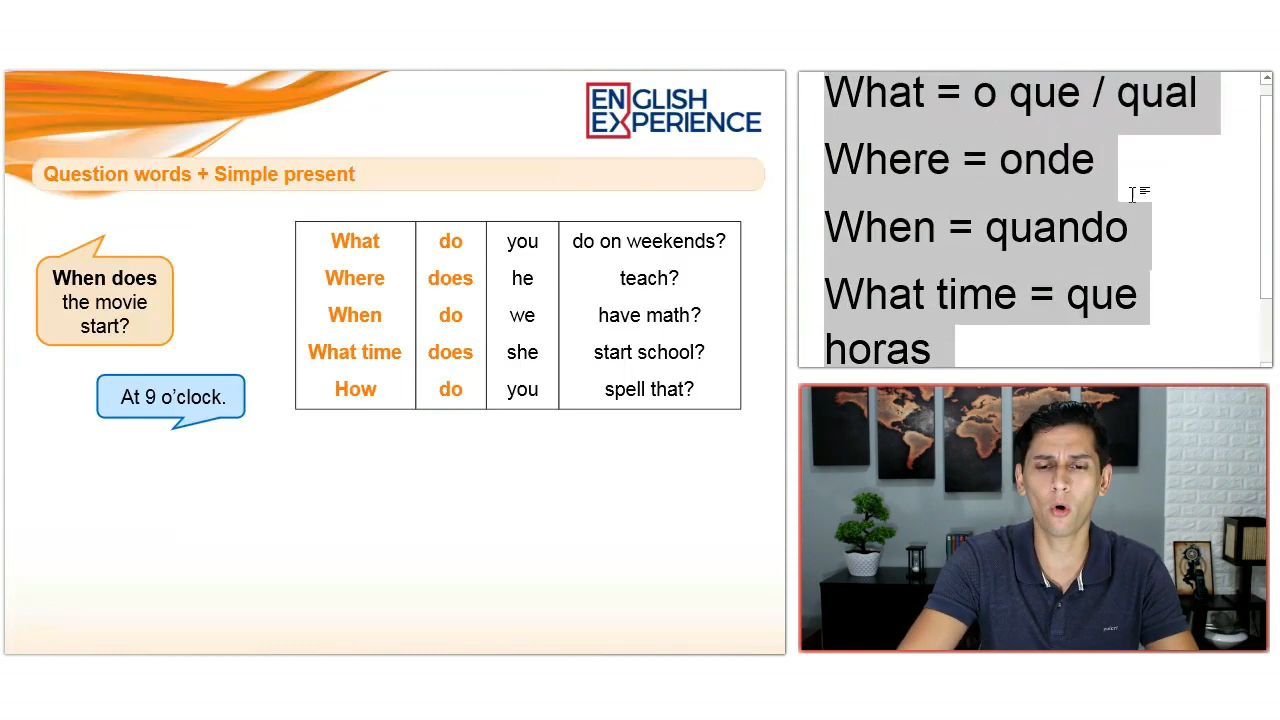 ENGLISH
EXPERIENCE
Question words + Simple present
When does
the movie
start?
At 9 o’clock.
What do you do on weekends?
Where does he teach?
When do we have math?
What time does she start school?
How do you spell that?
What = o que / qual
Where = onde
When = quando
What time = que
horas